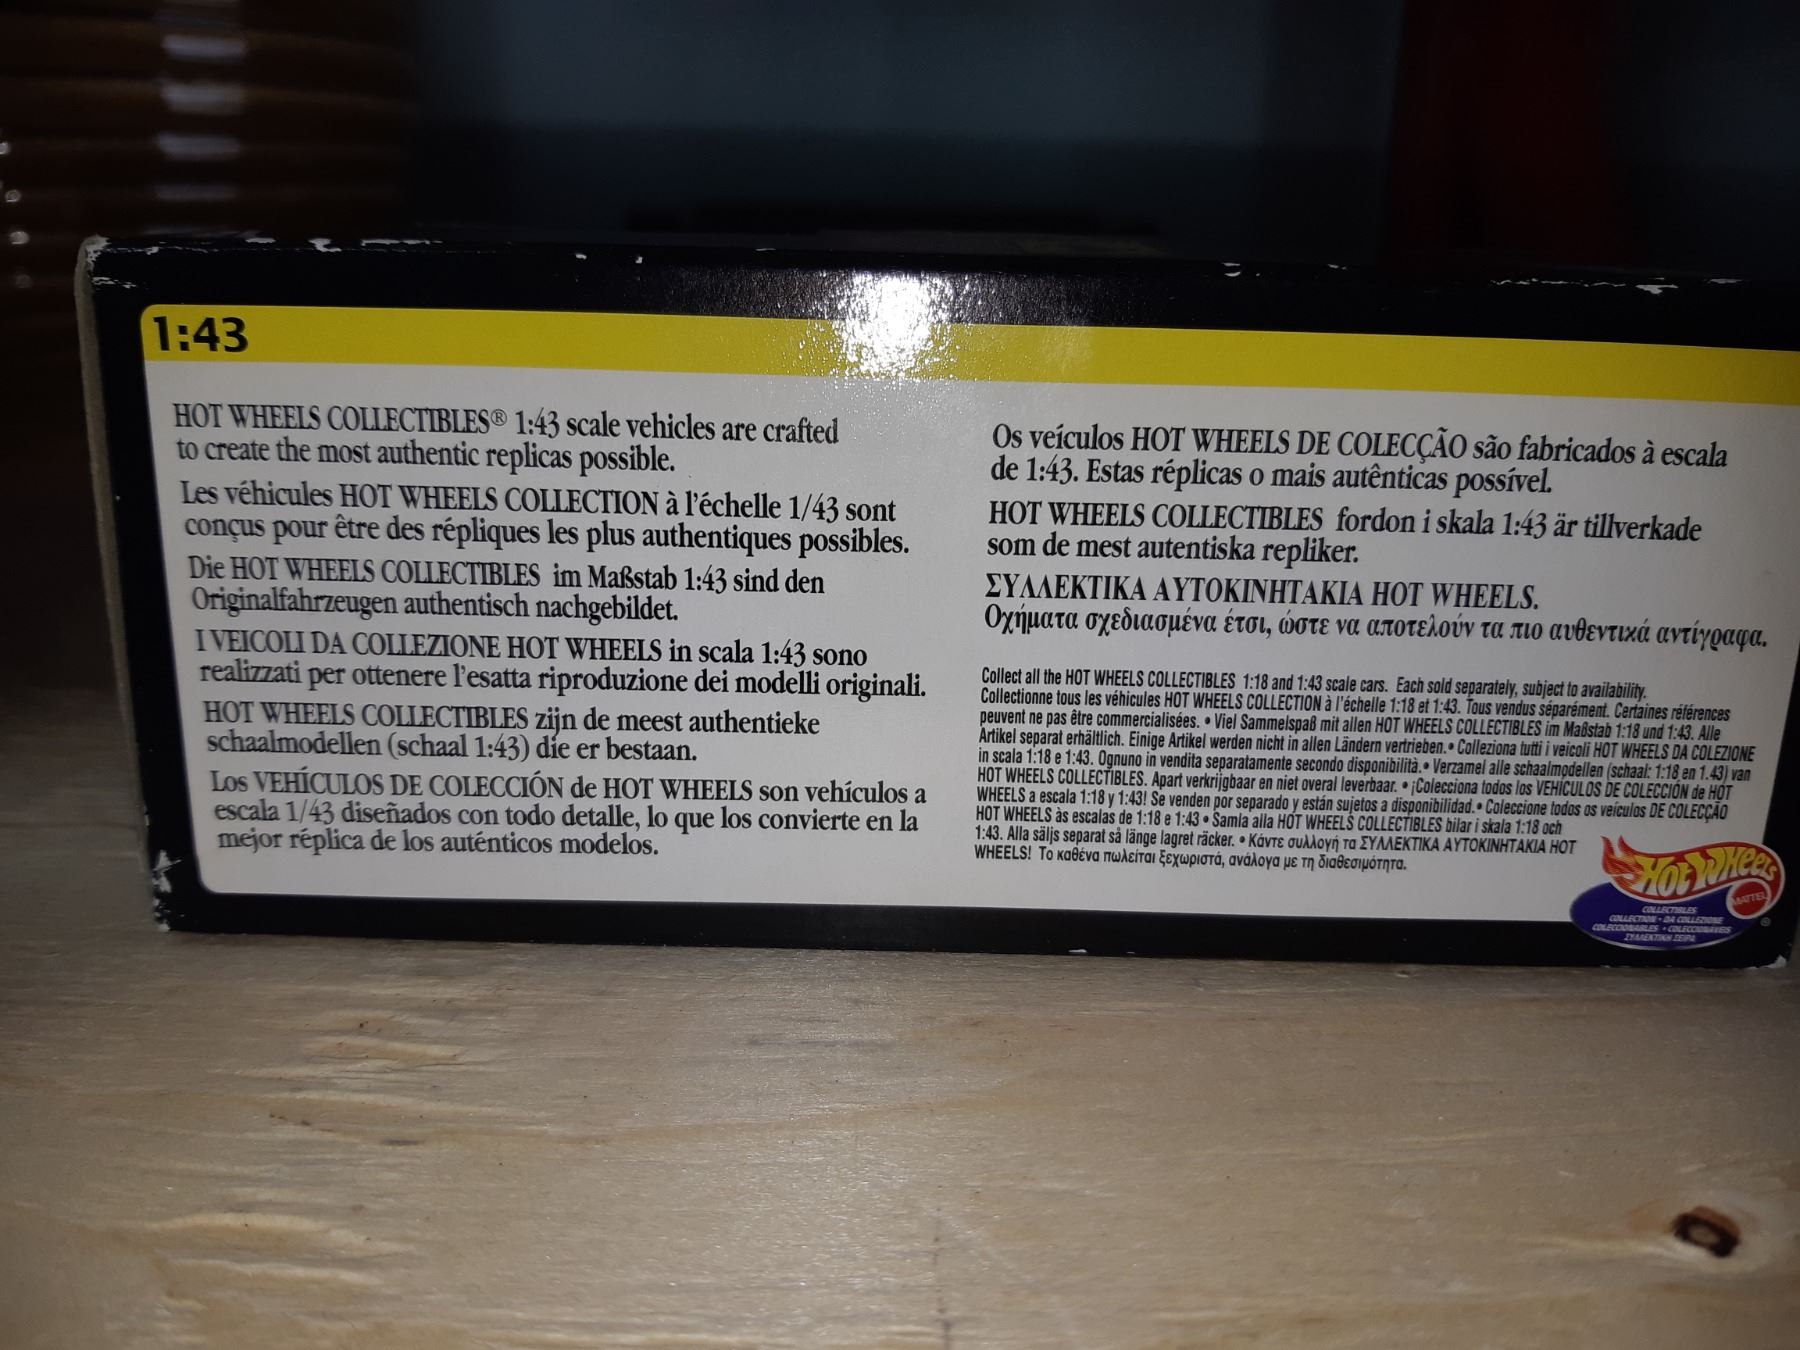 1:43
HOT WHEELS COLLECTIBLES® 1:43 scale vehicles are crafted
to create the most authentic replicas possible.
Les véhicules HOT WHEELS COLLECTION à l'échelle 1/43 sont
conçus pour être des répliques les plus authentiques possibles.
Die HOT WHEELS COLLECTIBLES im Maßstab 1:43 sind den
Originalfahrzeugen authentisch nachgebildet.
I VEICOLI DA COLLEZIONE HOT WHEELS in scala 1:43 sono
realizzati per ottenere l'esatta riproduzione dei modelli originali.
HOT WHEELS COLLECTIBLES zijn de meest authentieke
schaalmodellen (schaal 1:43) die er bestaan.
Los VEHÍCULOS DE COLECCIÓN de HOT WHEELS son vehículos a
escala 1/43 diseñados con todo detalle, lo que los convierte en la
mejor réplica de los auténticos modelos.
Os veículos HOT WHEELS DE COLECÇÃO são fabricados à escala
de 1:43. Estas réplicas o mais autênticas possível.
HOT WHEELS COLLECTIBLES fordon i skala 1:43 är tillverkade
som de mest autentiska repliker.
ΣΥΛΛΕΚΤΙΚΑ ΑΥΤΟΚΙΝΗΤΑΚΙΑ HOT WHEELS.
Οχήματα σχεδιασμένα έτσι, ώστε να αποτελούν τα πιο αυθεντικά αντίγραφα.
Collect all the HOT WHEELS COLLECTIBLES 1:18 and 1:43 scale cars. Each sold separately, subject to availability.
Collectionne tous les véhicules HOT WHEELS COLLECTION à l'échelle 1:18 et 1:43. Tous vendus séparément. Certaines références
peuvent ne pas être commercialisées. • Viel Sammelspaß mit allen HOT WHEELS COLLECTIBLES im Maßstab 1:18 und 1:43. Alle
Artikel separat erhältlich. Einige Artikel werden nicht in allen Ländern vertrieben. • Colleziona tutti i veicoli HOT WHEELS DA COLEZIONE
in scala 1:18 e 1:43. Ognuno in vendita separatamente secondo disponibilità. • Verzamel alle schaalmodellen (schaal: 1:18 en 1.43) van
HOT WHEELS COLLECTIBLES. Apart verkrijgbaar en niet overal leverbaar. • ¡Colecciona todos los VEHÍCULOS DE COLECCIÓN de HOT
WHEELS a escala 1:18 y 1:43! Se venden por separado y están sujetos a disponibilidad. • Coleccione todos os veículos DE COLECÇÃO
HOT WHEELS às escalas de 1:18 e 1:43 • Samla alla HOT WHEELS COLLECTIBLES bilar i skala 1:18 och
1:43. Alla säljs separat så länge lagret räcker. • Κάντε συλλογή τα ΣΥΛΛΕΚΤΙΚΑ ΑΥΤΟΚΙΝΗΤΑΚΙΑ HOT
WHEELS! Το καθένα πωλείται ξεχωριστά, ανάλογα με τη διαθεσιμότητα.
Hot Wheels
MATTEL
COLLECTIBLES
COLLECTION • DA COLLEZIONE
COLECCIONABLES • COLECCIONÁVEIS
ΣΥΛΛΕΚΤΙΚΗ ΣΕΙΡΑ
®